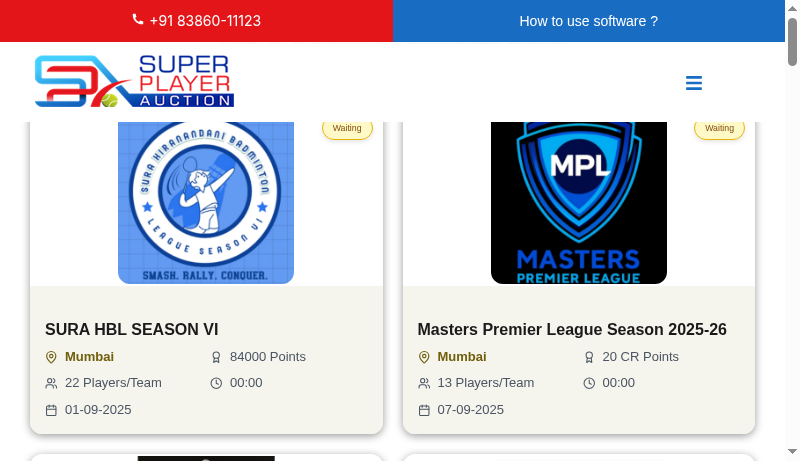 +91 83860-11123
How to use software ?
SUPER
PLAYER
AUCTION
Waiting
SURA HIRANANDANI BADMINTON
LEAGUE SEASON VI
SMASH. RALLY. CONQUER.
Waiting
MPL
MASTERS
PREMIER LEAGUE
SURA HBL SEASON VI
Mumbai
84000 Points
22 Players/Team
00:00
01-09-2025
Masters Premier League Season 2025-26
Mumbai
20 CR Points
13 Players/Team
00:00
07-09-2025